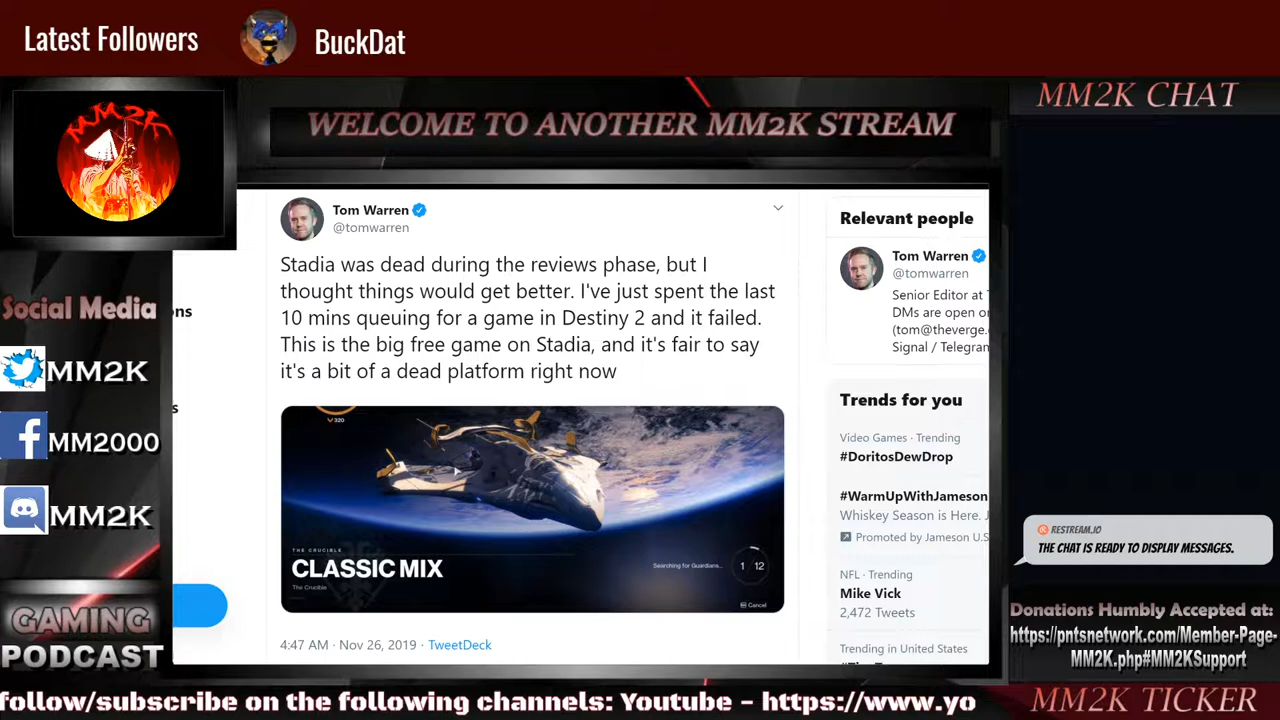 Latest Followers
BuckDat
MM2K
WELCOME TO ANOTHER MM2K STREAM
MM2K CHAT
Tom Warren
@tomwarren
Stadia was dead during the reviews phase, but I
thought things would get better. I've just spent the last
10 mins queuing for a game in Destiny 2 and it failed.
This is the big free game on Stadia, and it's fair to say
it's a bit of a dead platform right now
320
THE CRUCIBLE
CLASSIC MIX
The Crucible
Searching for Guardians...
1 12
Cancel
4:47 AM · Nov 26, 2019 · TweetDeck
Relevant people
Tom Warren
@tomwarren
Senior Editor at
DMs are open
(tom@theverge.
Signal / Telegram
Trends for you
Video Games · Trending
#DoritosDewDrop
#WarmUpWithJameson
Whiskey Season is Here.
Promoted by Jameson U.S
NFL · Trending
Mike Vick
2,472 Tweets
Trending in United States
Social Media
MM2K
MM2000
MM2K
ns
s
GAMING
PODCAST
RESTREAM.IO
THE CHAT IS READY TO DISPLAY MESSAGES.
Donations Humbly Accepted at:
https://pntsnetwork.com/Member-Page-
MM2K.php#MM2KSupport
follow/subscribe on the following channels: Youtube - https://www.yo
MM2K TICKER